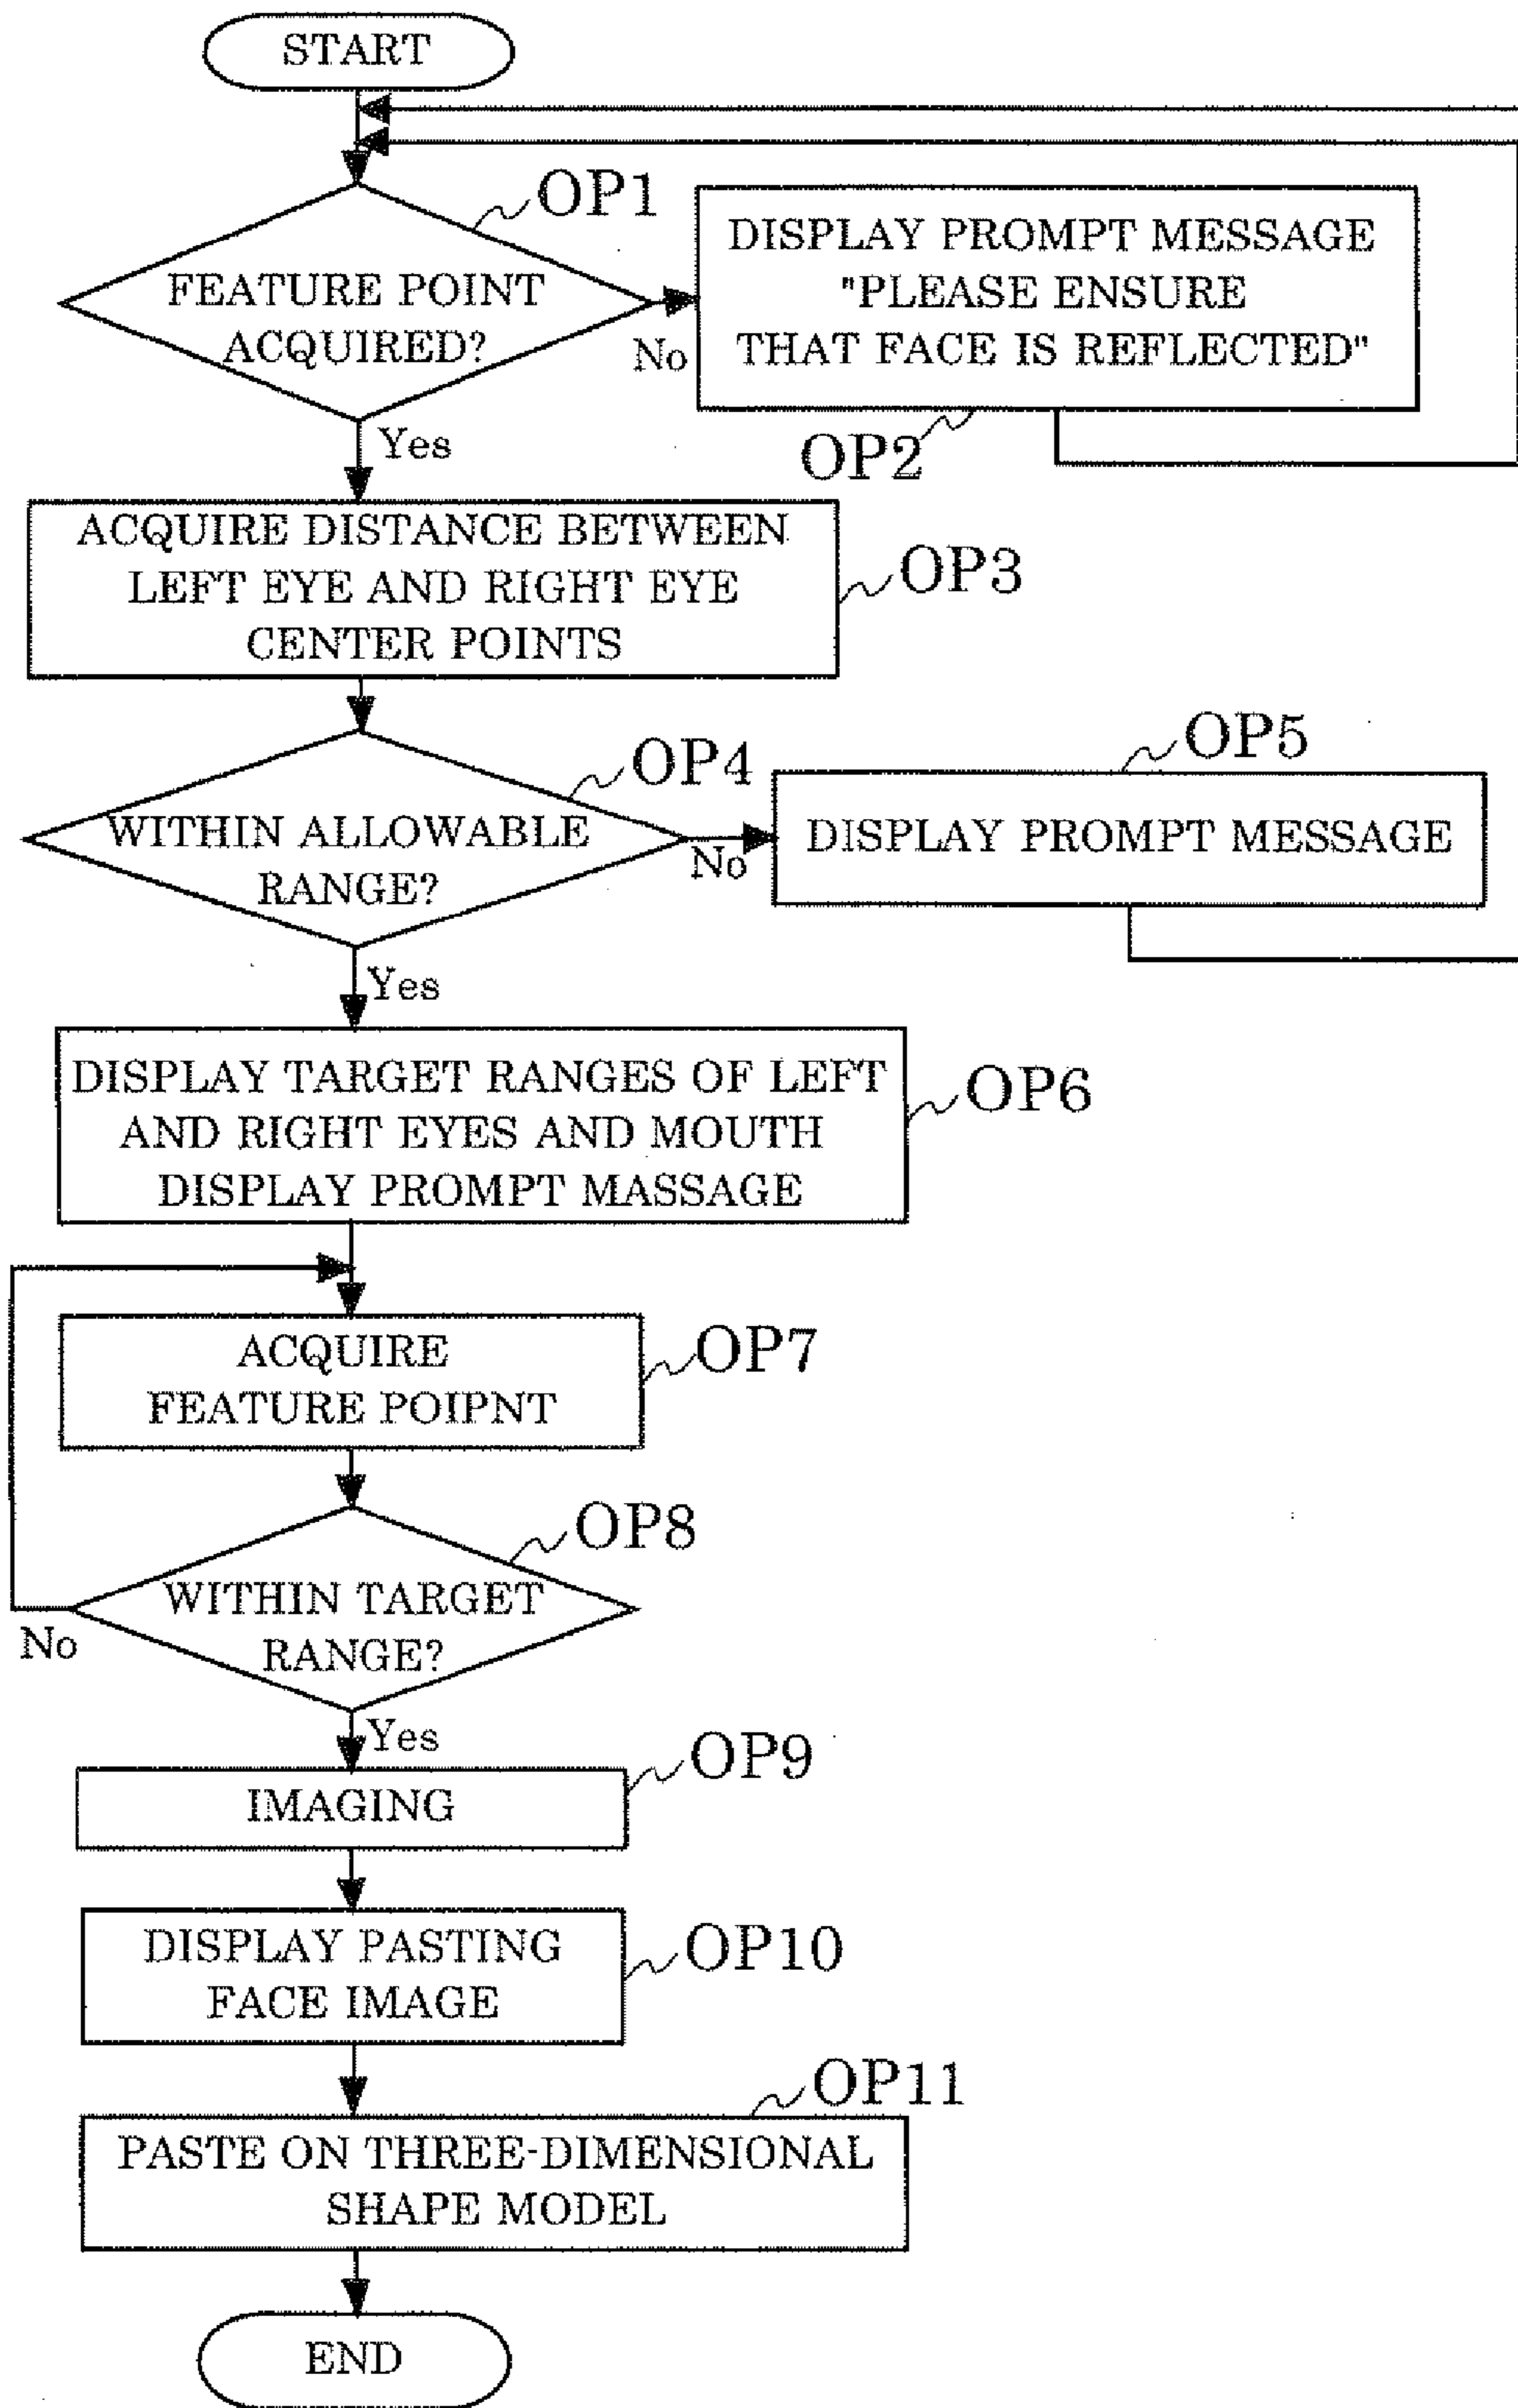 START
OP1
FEATURE POINT
ACQUIRED?
No
DISPLAY PROMPT MESSAGE
"PLEASE ENSURE
THAT FACE IS REFLECTED"
OP2
Yes
ACQUIRE DISTANCE BETWEEN
LEFT EYE AND RIGHT EYE
CENTER POINTS
OP3
OP4
WITHIN ALLOWABLE
RANGE?
No
OP5
DISPLAY PROMPT MESSAGE
Yes
DISPLAY TARGET RANGES OF LEFT
AND RIGHT EYES AND MOUTH
DISPLAY PROMPT MASSAGE
OP6
ACQUIRE
FEATURE POIPNT
OP7
OP8
WITHIN TARGET
RANGE?
No
Yes
OP9
IMAGING
DISPLAY PASTING
FACE IMAGE
OP10
OP11
PASTE ON THREE-DIMENSIONAL
SHAPE MODEL
END